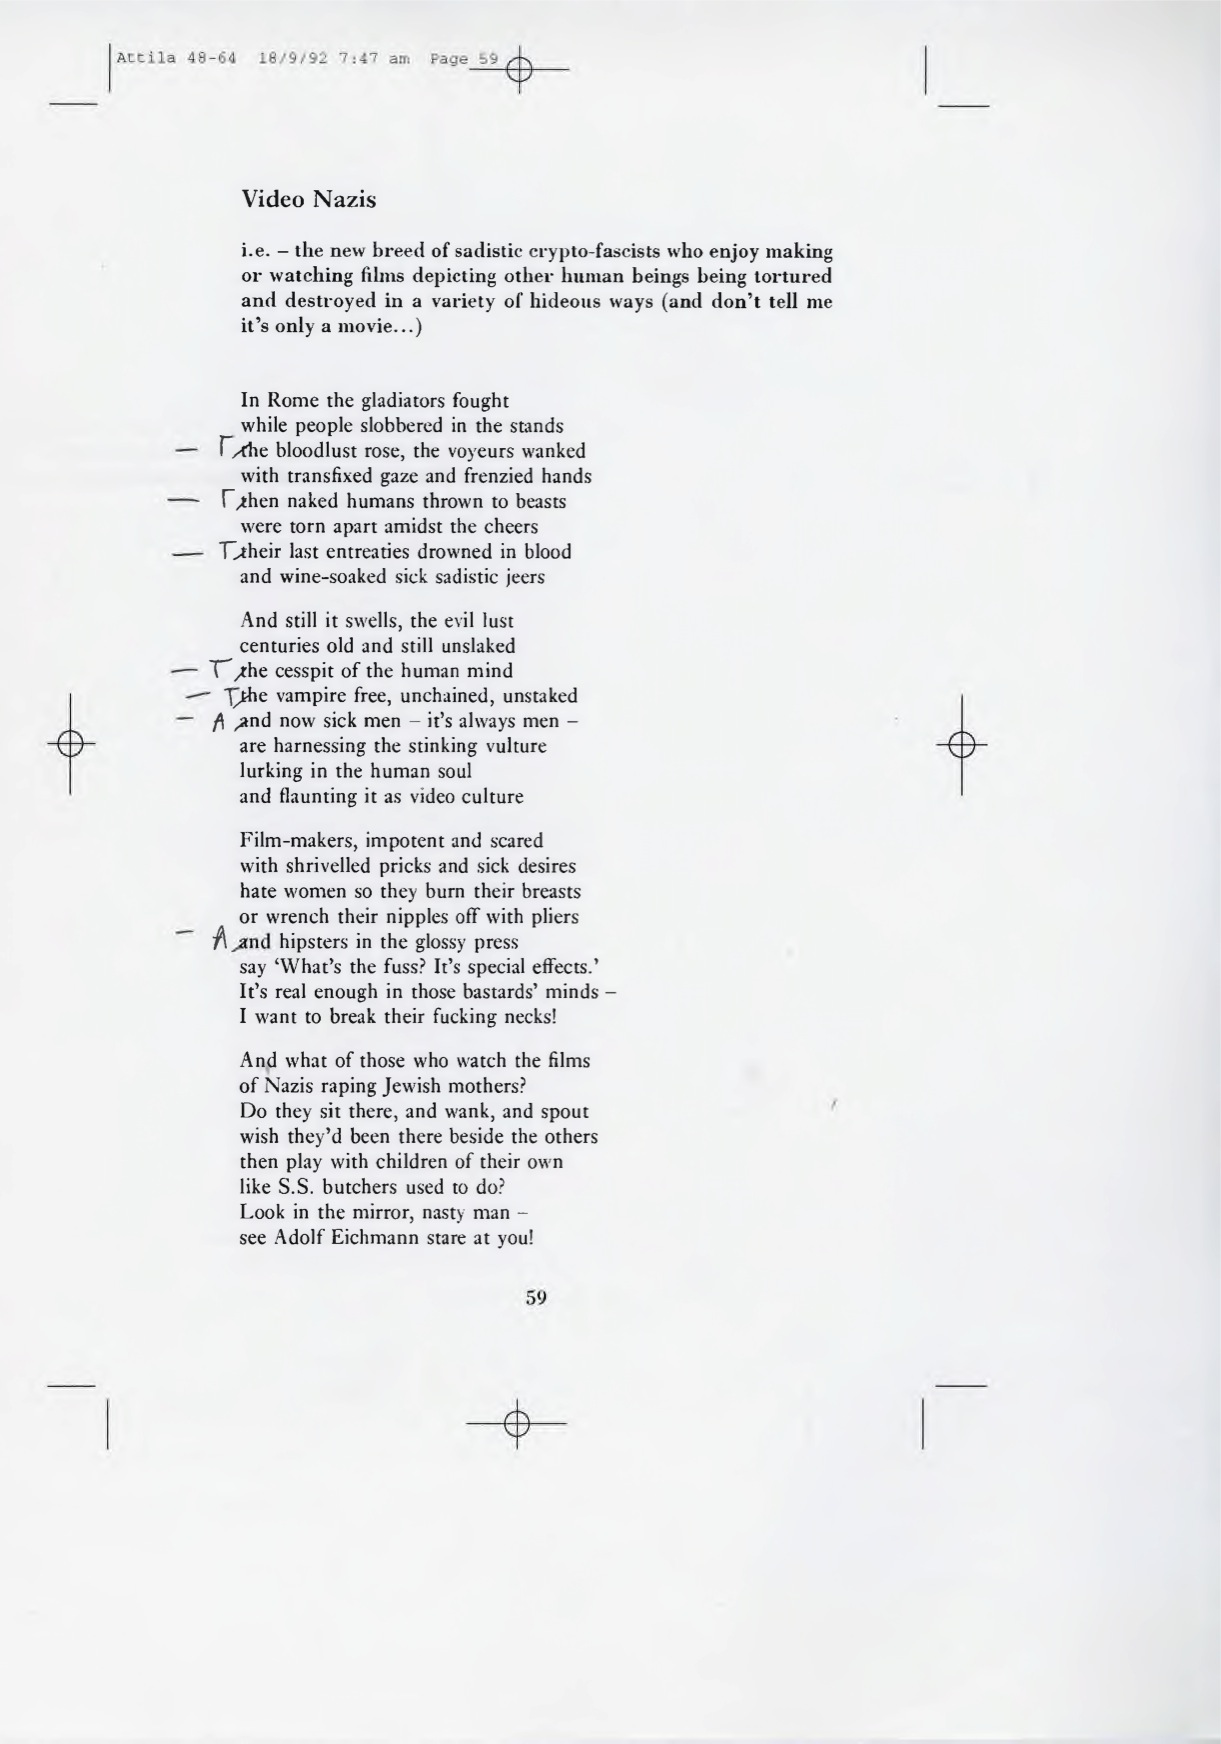 Attila 48-64 18/9/92 7:47 am Page 59
Video Nazis
i.e. – the new breed of sadistic crypto-fascists who enjoy making
or watching films depicting other human beings being tortured
and destroyed in a variety of hideous ways (and don't tell me
it's only a movie...)
In Rome the gladiators fought
while people slobbered in the stands
— T the bloodlust rose, the voyeurs wanked
with transfixed gaze and frenzied hands
— T then naked humans thrown to beasts
were torn apart amidst the cheers
— T their last entreaties drowned in blood
and wine-soaked sick sadistic jeers
And still it swells, the evil lust
centuries old and still unslaked
— T the cesspit of the human mind
— T the vampire free, unchained, unstaked
— A and now sick men – it's always men –
are harnessing the stinking vulture
lurking in the human soul
and flaunting it as video culture
Film-makers, impotent and scared
with shrivelled pricks and sick desires
hate women so they burn their breasts
or wrench their nipples off with pliers
— A and hipsters in the glossy press
say ‘What's the fuss? It's special effects.’
It's real enough in those bastards' minds –
I want to break their fucking necks!
And what of those who watch the films
of Nazis raping Jewish mothers?
Do they sit there, and wank, and spout
wish they'd been there beside the others
then play with children of their own
like S.S. butchers used to do?
Look in the mirror, nasty man –
see Adolf Eichmann stare at you!
59